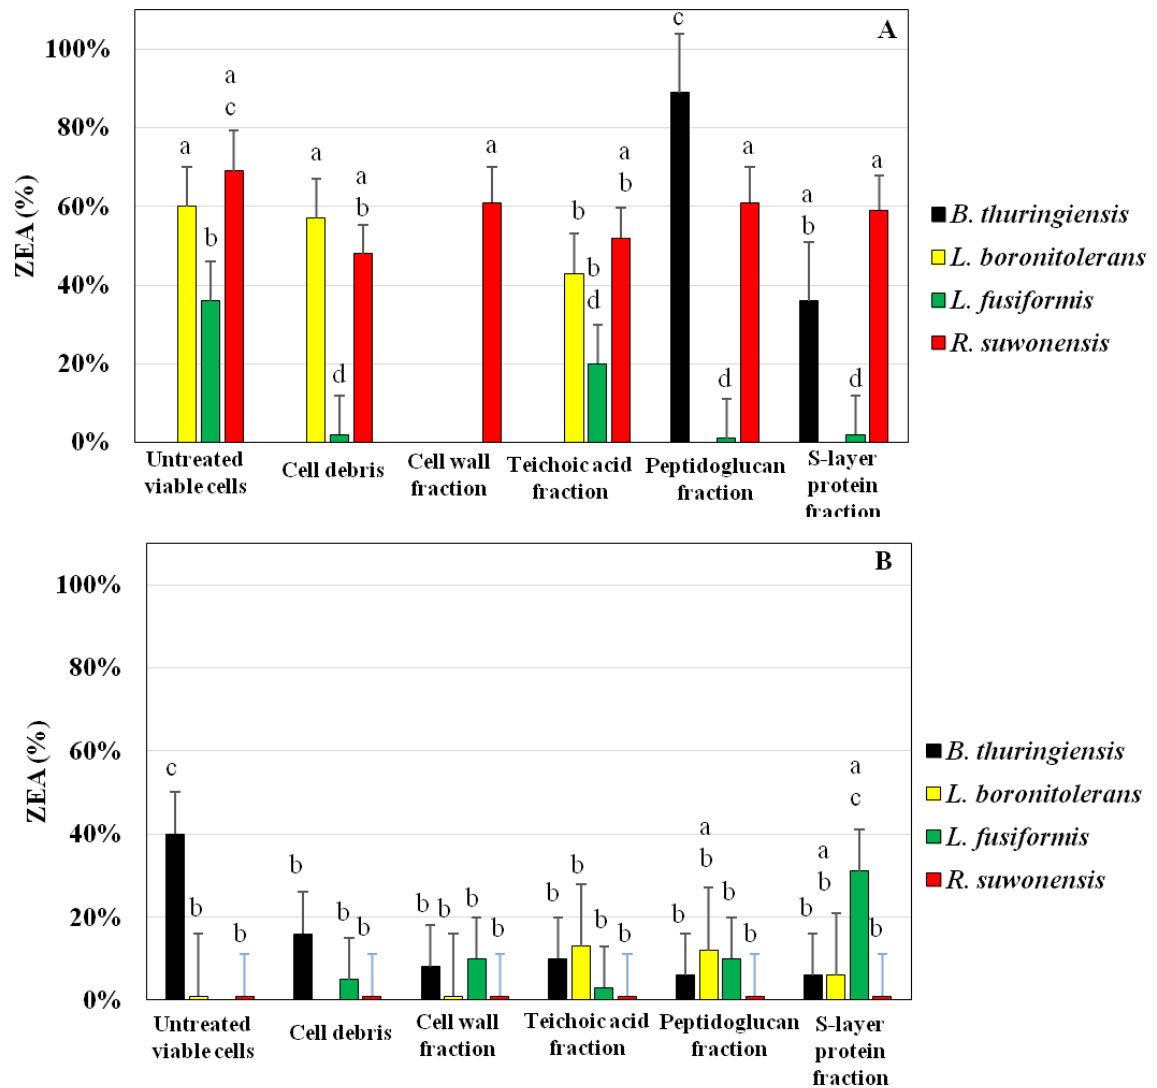 A
100%
80%
60%
40%
20%
0%
ZEA (%)
a
b
a
c
a
d
a
b
a
b
b
d
a
b
c
d
a
a
b
d
a
Untreated
viable cells
Cell debris
Cell wall
fraction
Teichoic acid
fraction
Peptidoglucan
fraction
S-layer
protein
fraction
B. thuringiensis
L. boronitolerans
L. fusiformis
R. suwonensis
B
100%
80%
60%
40%
20%
0%
ZEA (%)
c
b
b
b
b
b
b
b
b
b
b
b
b
b
b
a
b
b
b
b
a
b
a
c
b
Untreated
viable cells
Cell debris
Cell wall
fraction
Teichoic acid
fraction
Peptidoglucan
fraction
S-layer
protein
fraction
B. thuringiensis
L. boronitolerans
L. fusiformis
R. suwonensis